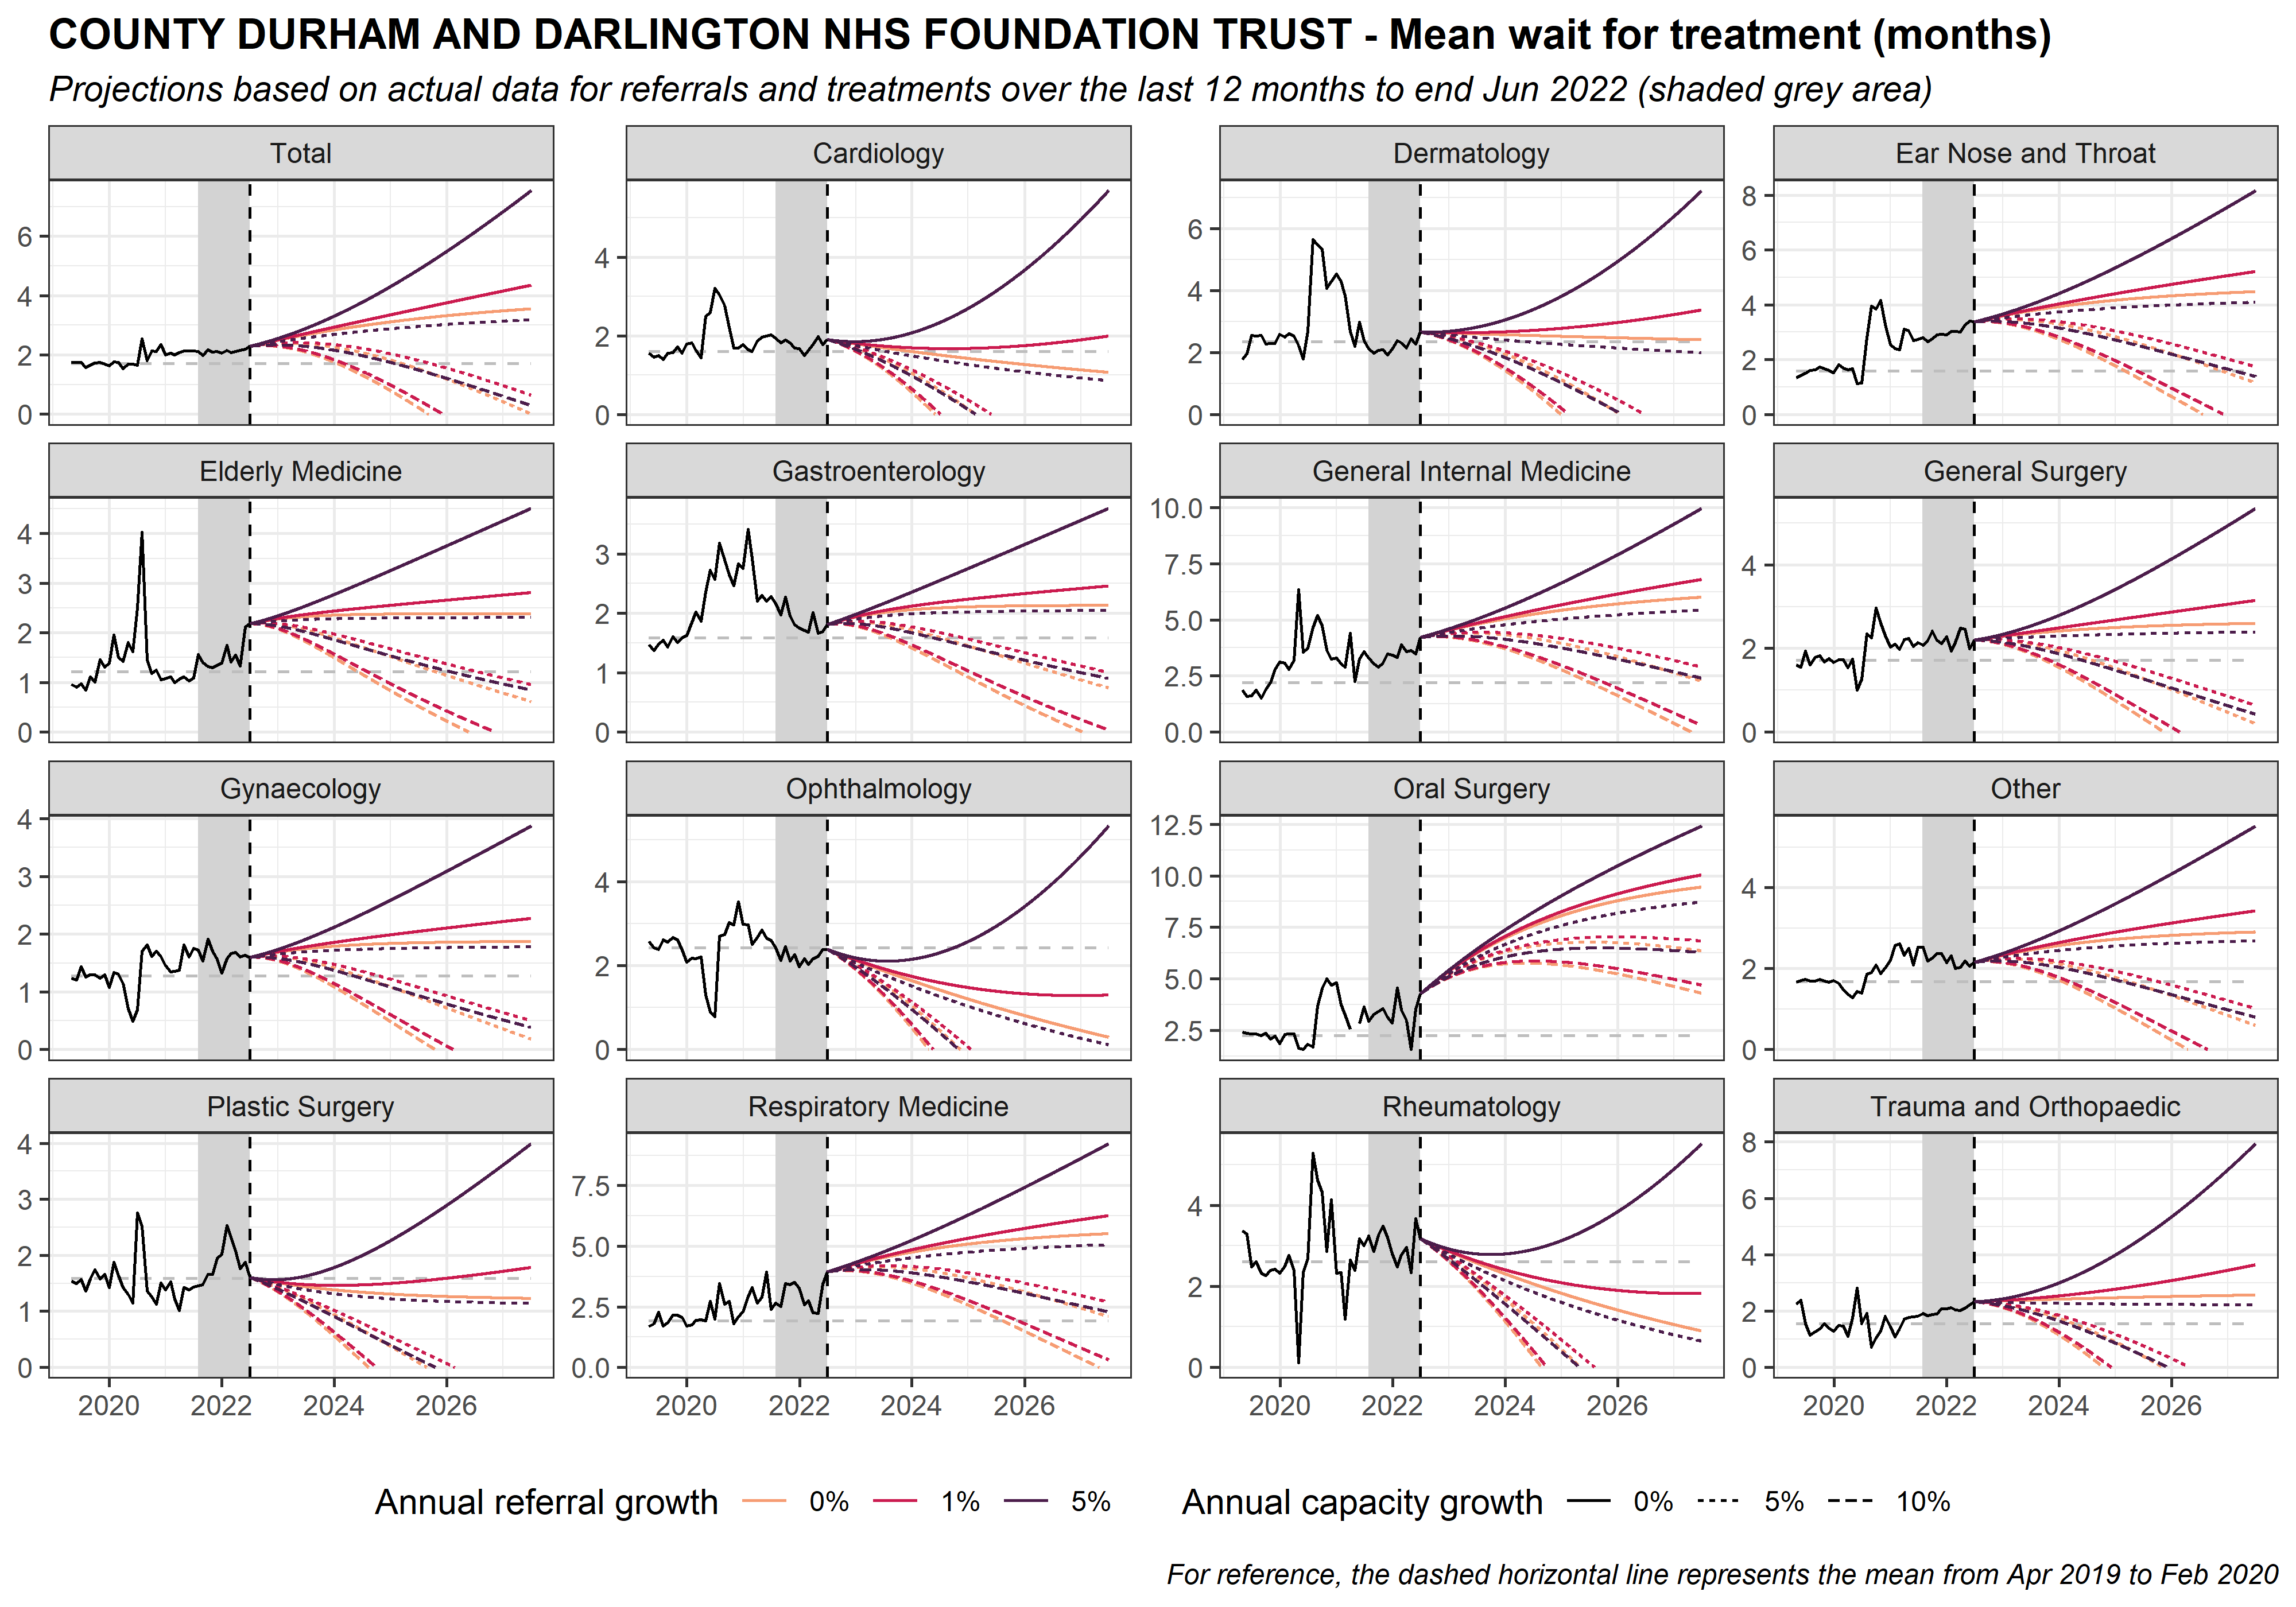 COUNTY DURHAM AND DARLINGTON NHS FOUNDATION TRUST - Mean wait for treatment (months)
Projections based on actual data for referrals and treatments over the last 12 months to end Jun 2022 (shaded grey area)
Total
Cardiology
Dermatology
Ear Nose and Throat
6
4
2
0
4
2
0
6
4
2
0
8
6
4
2
0
Elderly Medicine
Gastroenterology
General Internal Medicine
General Surgery
4
3
2
1
0
3
2
1
0
10.0
7.5
5.0
2.5
0.0
4
2
0
Gynaecology
Ophthalmology
Oral Surgery
Other
4
3
2
1
0
4
2
0
12.5
10.0
7.5
5.0
2.5
4
2
0
Plastic Surgery
Respiratory Medicine
Rheumatology
Trauma and Orthopaedic
4
3
2
1
0
7.5
5.0
2.5
0.0
4
2
0
8
6
4
2
0
2020 2022 2024 2026
2020 2022 2024 2026
2020 2022 2024 2026
2020 2022 2024 2026
Annual referral growth 0% 1% 5%
Annual capacity growth 0% 5% 10%
For reference, the dashed horizontal line represents the mean from Apr 2019 to Feb 2020